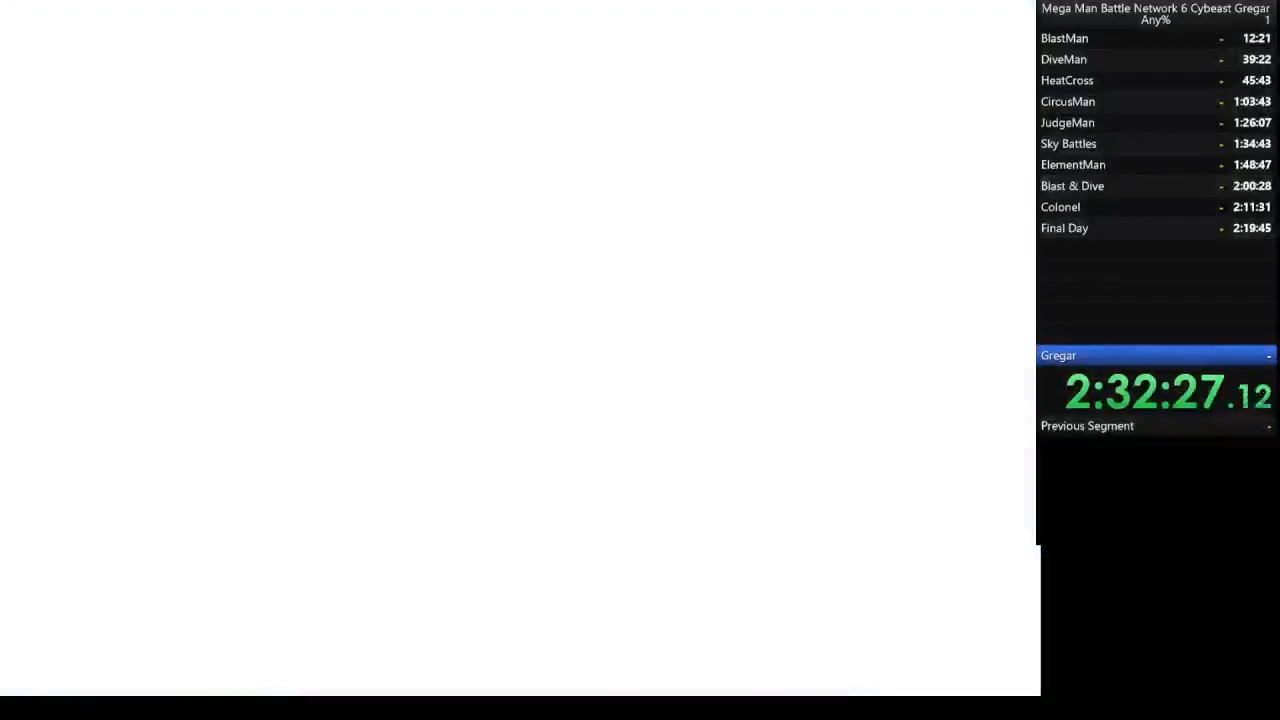 Mega Man Battle Network 6 Cybeast Gregar
Any% 1
BlastMan - 12:21
DiveMan - 39:22
HeatCross - 45:43
CircusMan - 1:03:43
JudgeMan - 1:26:07
Sky Battles - 1:34:43
ElementMan - 1:48:47
Blast & Dive - 2:00:28
Colonel - 2:11:31
Final Day - 2:19:45
Gregar -
2:32:27.12
Previous Segment -